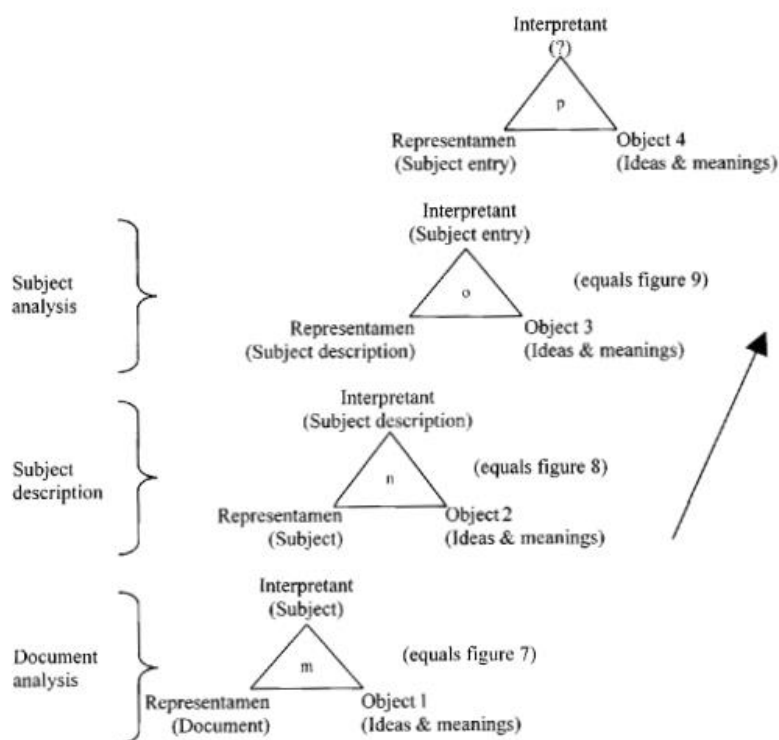 Interpretant
(?)
p
Representamen Object 4
(Subject entry) (Ideas & meanings)
Interpretant
(Subject entry)
Subject
analysis
o
(equals figure 9)
Representamen Object 3
(Subject description) (Ideas & meanings)
Interpretant
(Subject description)
Subject
description
n
(equals figure 8)
Representamen Object 2
(Subject) (Ideas & meanings)
Interpretant
(Subject)
Document
analysis
m
(equals figure 7)
Representamen Object 1
(Document) (Ideas & meanings)